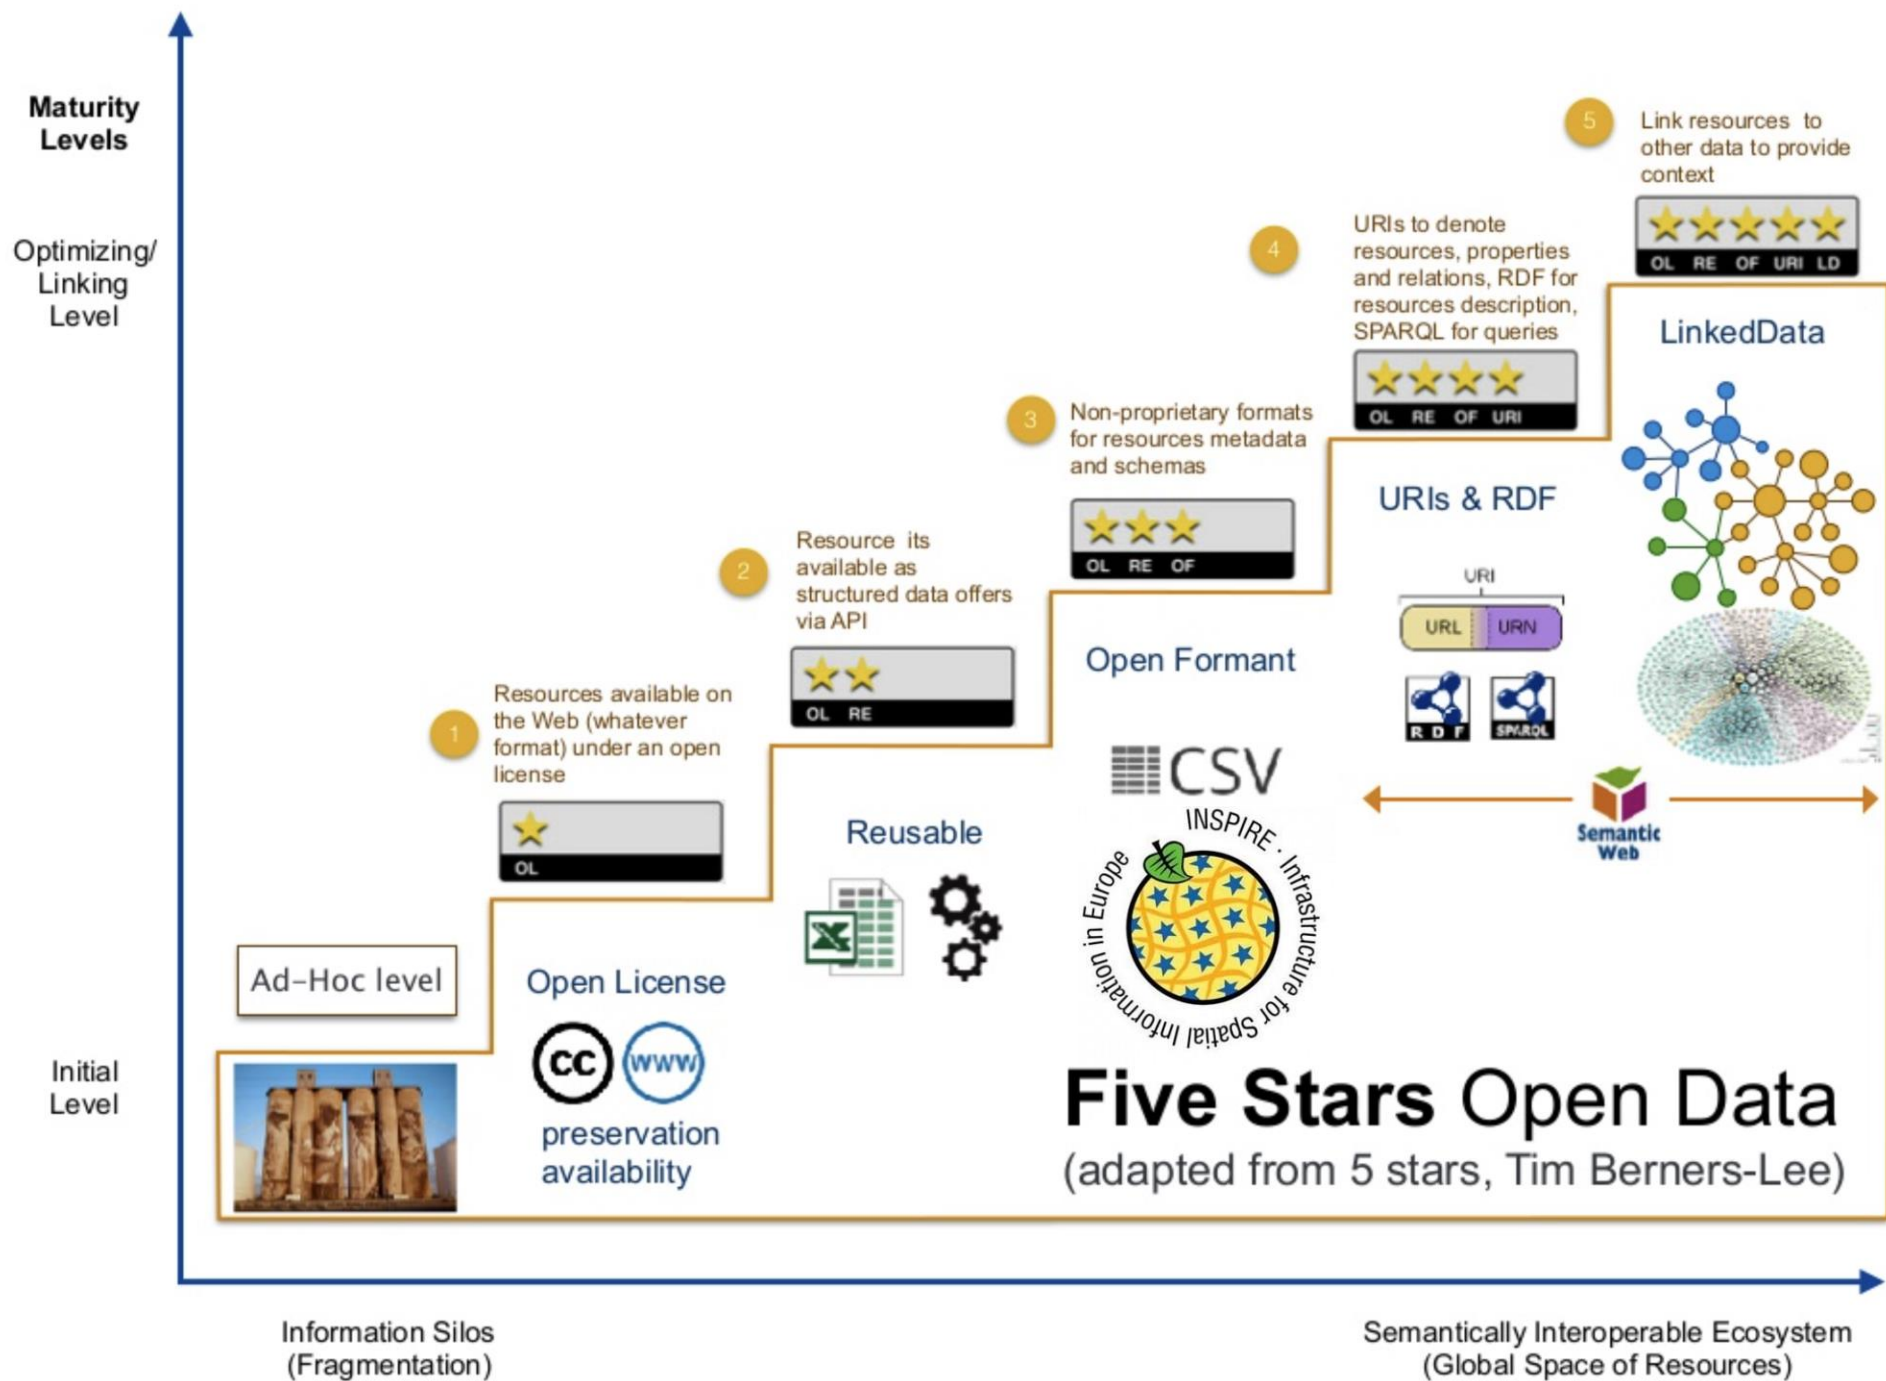 Maturity
Levels
Optimizing/
Linking
Level
Initial
Level
5
Link resources to
other data to provide
context
OL RE OF URI LD
LinkedData
4
URIs to denote
resources, properties
and relations, RDF for
resources description,
SPARQL for queries
OL RE OF URI
URIs & RDF
URI
URL URN
RDF
SPARQL
Semantic
Web
3
Non-proprietary formats
for resources metadata
and schemas
OL RE OF
Open Formant
CSV
INSPIRE · Infrastructure for Spatial Information in Europe
2
Resource its
available as
structured data offers
via API
OL RE
Reusable
X
1
Resources available on
the Web (whatever
format) under an open
license
OL
Open License
cc
www
preservation
availability
Ad-Hoc level
Five Stars Open Data
(adapted from 5 stars, Tim Berners-Lee)
Information Silos
(Fragmentation)
Semantically Interoperable Ecosystem
(Global Space of Resources)